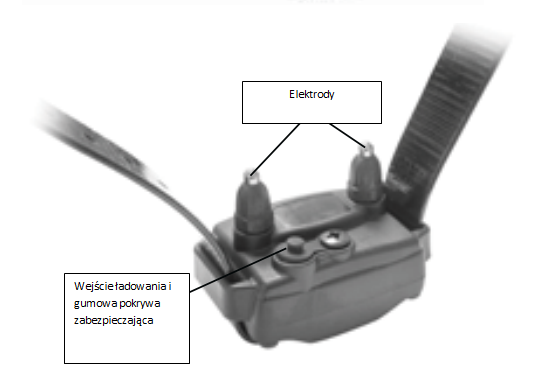 Elektrody
Wejście ładowania i
gumowa pokrywa
zabezpieczająca